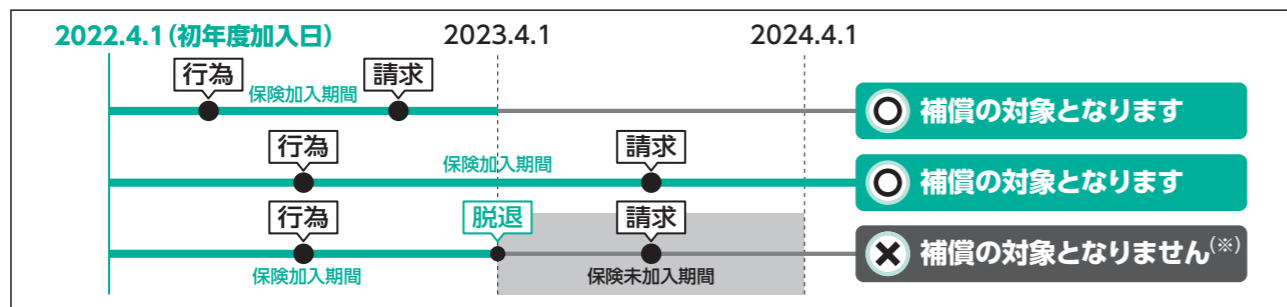 2022.4.1(初年度加入日)
2023.4.1
2024.4.1
行為
請求
保険加入期間
補償の対象となります
行為
請求
保険加入期間
補償の対象となります
行為
脱退
請求
補償の対象となりません(※)
保険加入期間
保険未加入期間